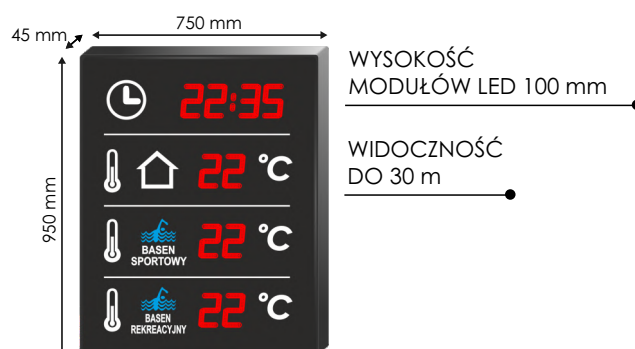 750 mm
45 mm
950 mm
22:35
22 °C
BASEN
SPORTOWY
22 °C
BASEN
REKREACYJNY
22 °C
WYSOKOŚĆ
MODUŁÓW LED 100 mm
WIDOCZNOŚĆ
DO 30 m